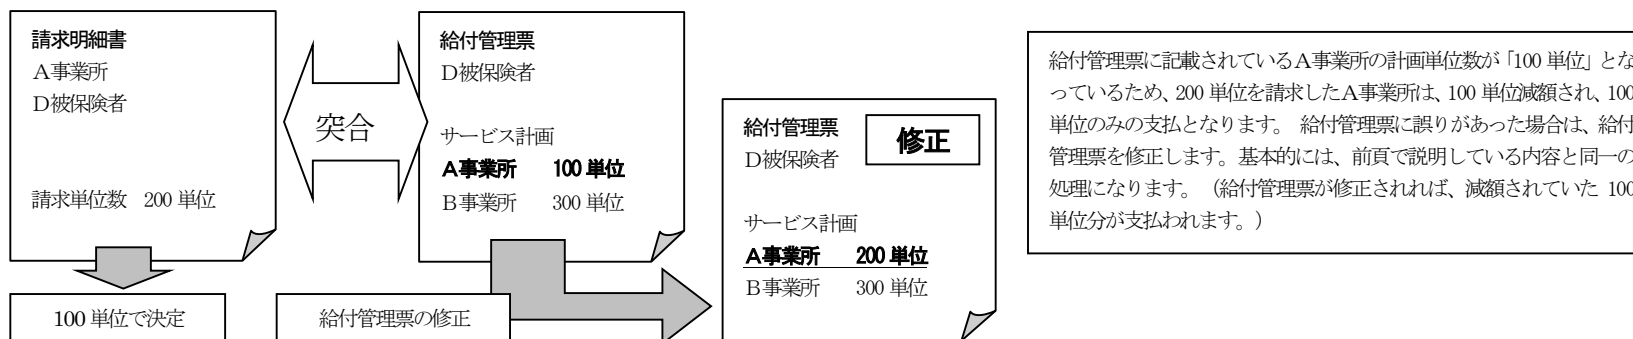 請求明細書
A事業所
D被保険者
請求単位数 200 単位
突合
給付管理票
D被保険者
サービス計画
A事業所 100 単位
B事業所 300 単位
100 単位で決定
給付管理票の修正
給付管理票
修正
D被保険者
サービス計画
A事業所 200 単位
B事業所 300 単位
給付管理票に記載されているA事業所の計画単位数が「100 単位」とな
っているため、200 単位を請求したA事業所は、100 単位減額され、100
単位のみの支払となります。 給付管理票に誤りがあった場合は、給付
管理票を修正します。基本的には、前頁で説明している内容と同一の
処理になります。 （給付管理票が修正されれば、減額されていた 100
単位分が支払われます。）